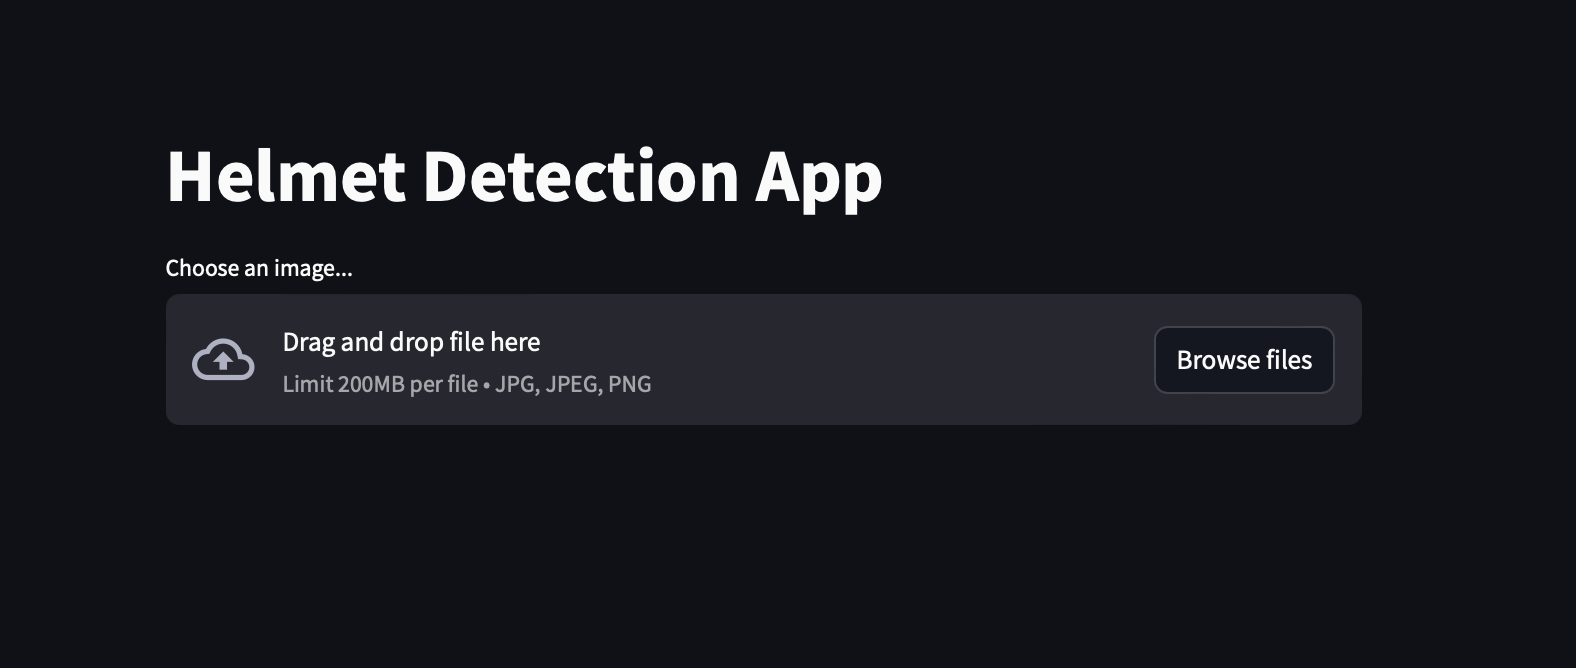 Helmet Detection App
Choose an image...
Drag and drop file here
Limit 200MB per file • JPG, JPEG, PNG
Browse files